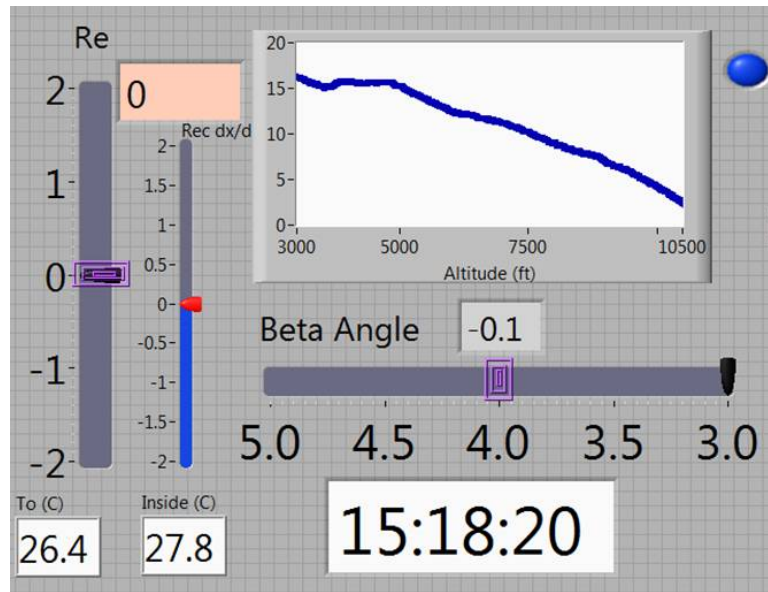 Re
2
1
0
-1
-2
0
Rec dx/d
2
1.5
1
0.5
0
-0.5
-1
-1.5
-2
20
15
10
5
0
3000 5000 7500 10500
Altitude (ft)
Beta Angle -0.1
5.0 4.5 4.0 3.5 3.0
To (C)
26.4
Inside (C)
27.8
15:18:20